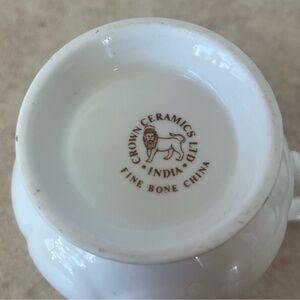 CROWN CERAMICS LTD
• INDIA •
FINE BONE CHINA